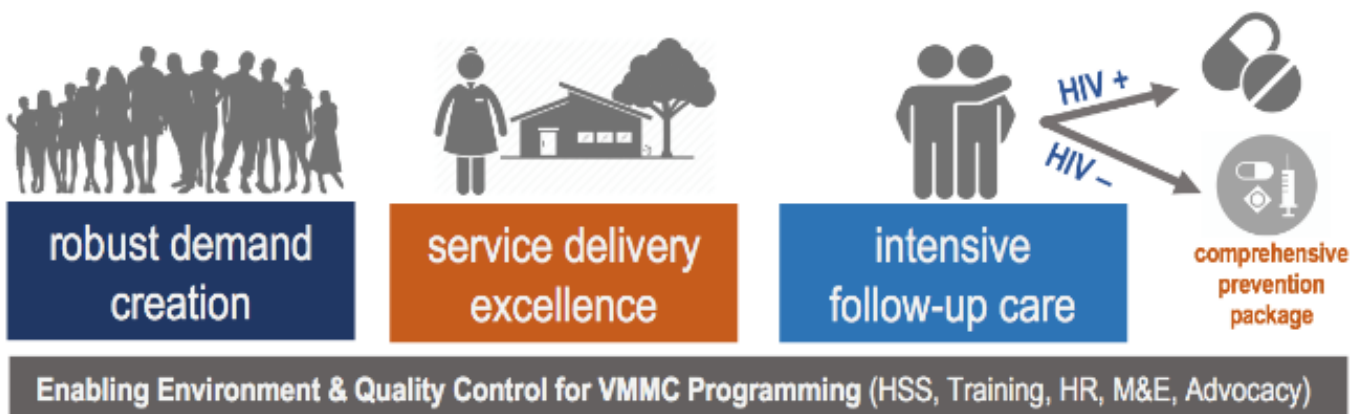 robust demand
creation
service delivery
excellence
intensive
follow-up care
HIV +
HIV –
comprehensive
prevention
package
Enabling Environment & Quality Control for VMMC Programming (HSS, Training, HR, M&E, Advocacy)